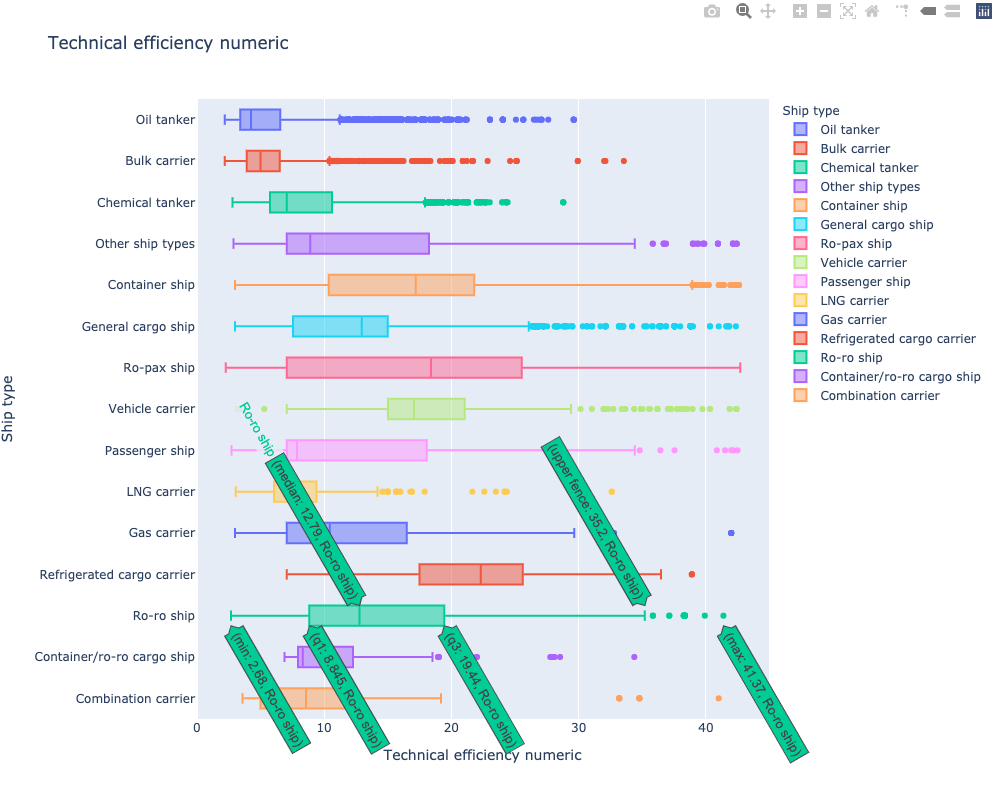 Technical efficiency numeric
Ship type
Oil tanker
Bulk carrier
Chemical tanker
Other ship types
Container ship
General cargo ship
Ro-pax ship
Vehicle carrier
Passenger ship
LNG carrier
Gas carrier
Refrigerated cargo carrier
Ro-ro ship
Container/ro-ro cargo ship
Combination carrier
Ro-ro ship
(median: 12.79, Ro-ro ship)
(upper fence: 35.2, Ro-ro ship)
(min: 2.68, Ro-ro ship)
(q1: 8.845, Ro-ro ship)
(q3: 19.44, Ro-ro ship)
(max: 41.37, Ro-ro ship)
0 10 20 30 40
Technical efficiency numeric
Ship type
Oil tanker
Bulk carrier
Chemical tanker
Other ship types
Container ship
General cargo ship
Ro-pax ship
Vehicle carrier
Passenger ship
LNG carrier
Gas carrier
Refrigerated cargo carrier
Ro-ro ship
Container/ro-ro cargo ship
Combination carrier